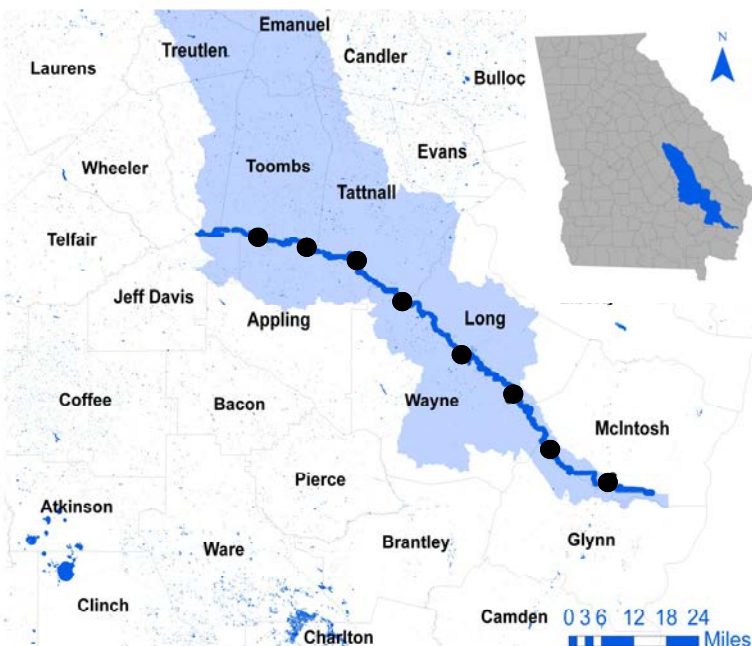 Emanuel
Treutlen
Candler
Laurens
Bulloc
N
Evans
Wheeler
Toombs
Tattnall
Telfair
Jeff Davis
Appling
Long
Coffee
Bacon
Wayne
McIntosh
Pierce
Atkinson
Ware
Brantley
Glynn
Clinch
Camden
Charlton
0 3 6 12 18 24
Miles